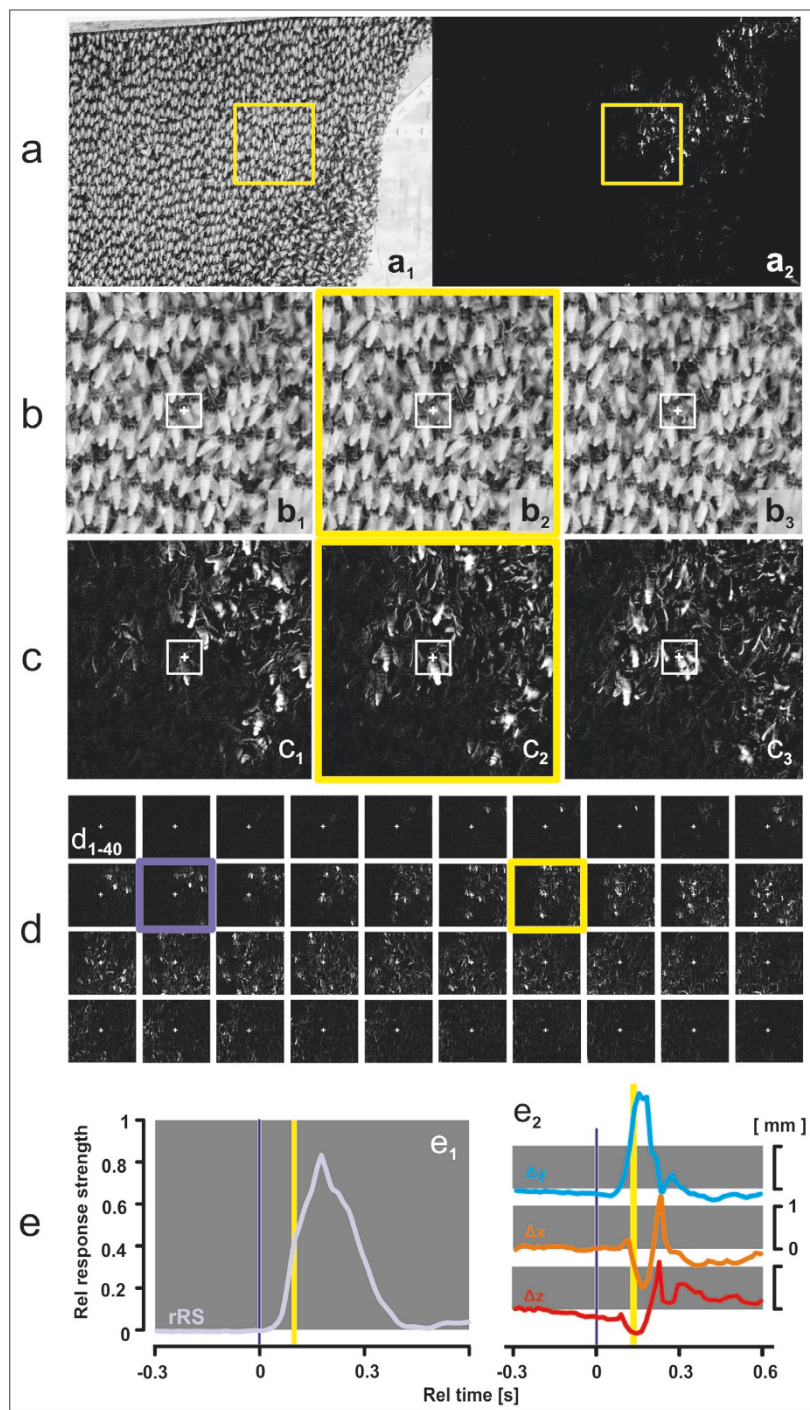 a
a1
a2
b
b1
b2
b3
c
c1
c2
c3
d
d1-40
e
e1
Rel response strength
1
0.8
0.6
0.4
0.2
0
rRS
-0.3
0
0.3
e2
[ mm ]
Δy
Δx
1
0
Δz
-0.3
0
0.3
0.6
Rel time [s]